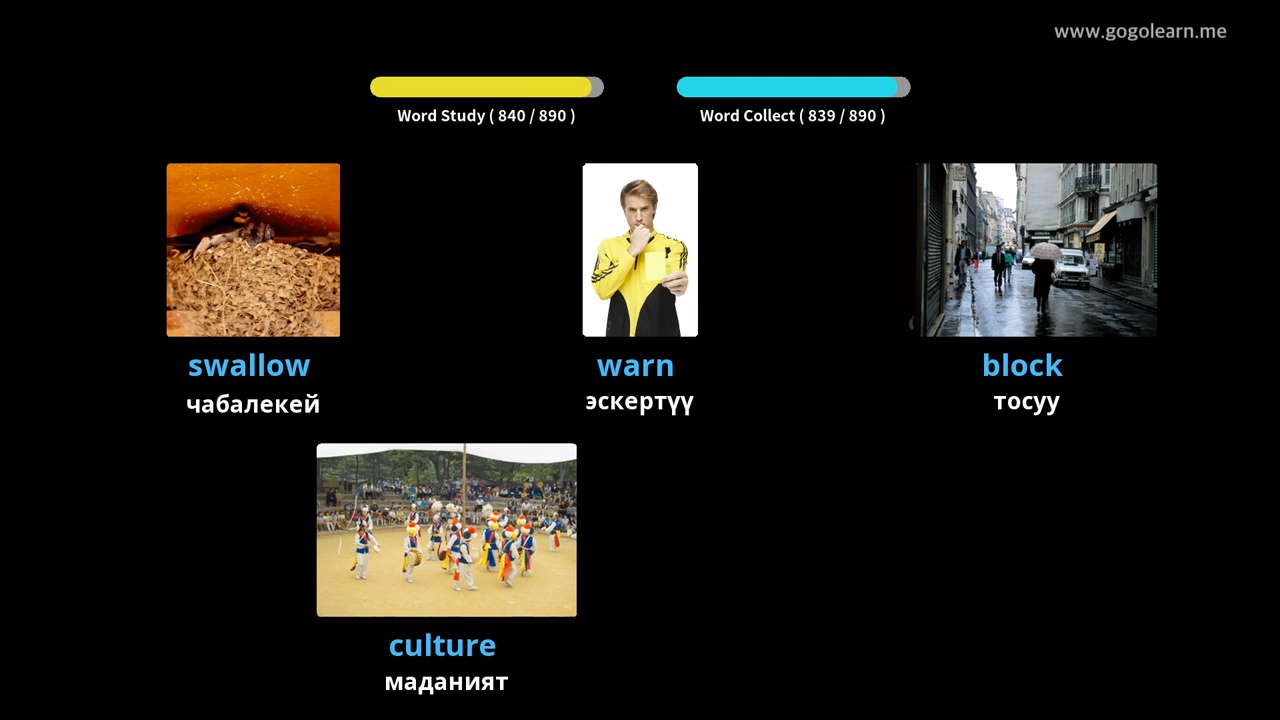 www.gogolearn.me
Word Study ( 840 / 890 )
Word Collect ( 839 / 890 )
swallow
чабалекей
warn
эскертүү
block
тосуу
culture
маданият